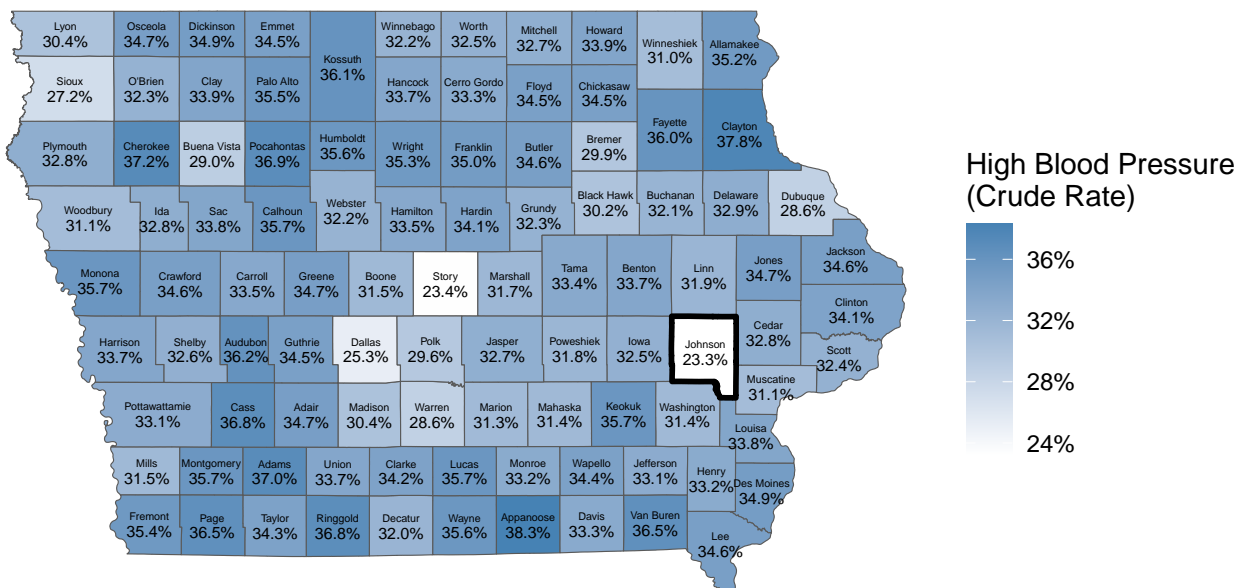 Lyon
30.4%
Osceola
34.7%
Dickinson
34.9%
Emmet
34.5%
Kossuth
36.1%
Winnebago
32.2%
Worth
32.5%
Mitchell
32.7%
Howard
33.9%
Winneshiek
31.0%
Allamakee
35.2%
Sioux
27.2%
O'Brien
32.3%
Clay
33.9%
Palo Alto
35.5%
Hancock
33.7%
Cerro Gordo
33.3%
Floyd
34.5%
Chickasaw
34.5%
Fayette
36.0%
Clayton
37.8%
Plymouth
32.8%
Cherokee
37.2%
Buena Vista
29.0%
Pocahontas
36.9%
Humboldt
35.6%
Wright
35.3%
Franklin
35.0%
Butler
34.6%
Bremer
29.9%
Woodbury
31.1%
Ida
32.8%
Sac
33.8%
Calhoun
35.7%
Webster
32.2%
Hamilton
33.5%
Hardin
34.1%
Grundy
32.3%
Black Hawk
30.2%
Buchanan
32.1%
Delaware
32.9%
Dubuque
28.6%
Monona
35.7%
Crawford
34.6%
Carroll
33.5%
Greene
34.7%
Boone
31.5%
Story
23.4%
Marshall
31.7%
Tama
33.4%
Benton
33.7%
Linn
31.9%
Jones
34.7%
Jackson
34.6%
Clinton
34.1%
Harrison
33.7%
Shelby
32.6%
Audubon
36.2%
Guthrie
34.5%
Dallas
25.3%
Polk
29.6%
Jasper
32.7%
Poweshiek
31.8%
Iowa
32.5%
Johnson
23.3%
Cedar
32.8%
Scott
32.4%
Muscatine
31.1%
Pottawattamie
33.1%
Cass
36.8%
Adair
34.7%
Madison
30.4%
Warren
28.6%
Marion
31.3%
Mahaska
31.4%
Keokuk
35.7%
Washington
31.4%
Louisa
33.8%
Mills
31.5%
Montgomery
35.7%
Adams
37.0%
Union
33.7%
Clarke
34.2%
Lucas
35.7%
Monroe
33.2%
Wapello
34.4%
Jefferson
33.1%
Henry
33.2%
Des Moines
34.9%
Fremont
35.4%
Page
36.5%
Taylor
34.3%
Ringgold
36.8%
Decatur
32.0%
Wayne
35.6%
Appanoose
38.3%
Davis
33.3%
Van Buren
36.5%
Lee
34.6%
High Blood Pressure
(Crude Rate)
36%
32%
28%
24%